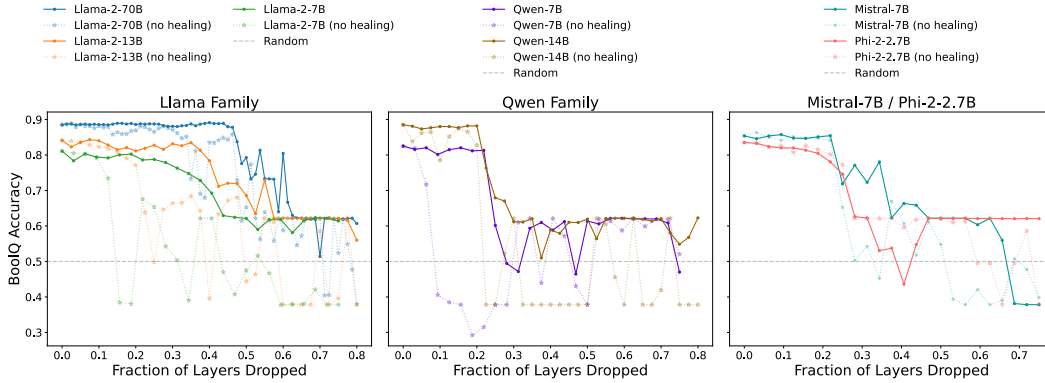 Llama-2-70B
Llama-2-70B (no healing)
Llama-2-13B
Llama-2-13B (no healing)
Llama-2-7B
Llama-2-7B (no healing)
Random
Qwen-7B
Qwen-7B (no healing)
Qwen-14B
Qwen-14B (no healing)
Random
Mistral-7B
Mistral-7B (no healing)
Phi-2-2.7B
Phi-2-2.7B (no healing)
Random
Llama Family
BoolQ Accuracy
0.9
0.8
0.7
0.6
0.5
0.4
0.3
0.0 0.1 0.2 0.3 0.4 0.5 0.6 0.7 0.8
Fraction of Layers Dropped
Qwen Family
0.0 0.1 0.2 0.3 0.4 0.5 0.6 0.7 0.8
Fraction of Layers Dropped
Mistral-7B / Phi-2-2.7B
0.0 0.1 0.2 0.3 0.4 0.5 0.6 0.7
Fraction of Layers Dropped